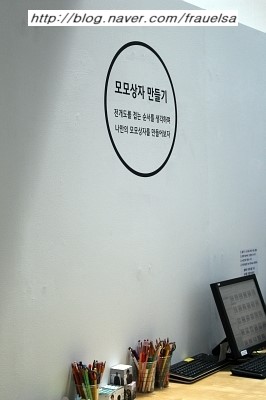 http://blog.naver.com/frauelsa
모모상자 만들기
전개도를 접는 순서를 생각하며
나만의 모모상자를 만들어보자